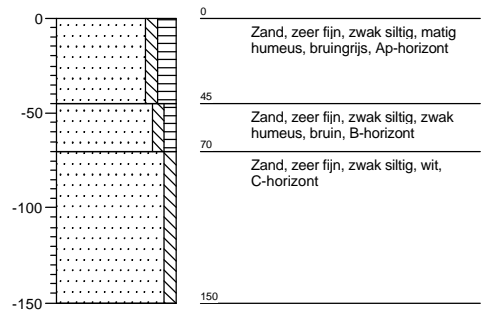 0
0
Zand, zeer fijn, zwak siltig, matig
humeus, bruingrijs, Ap-horizont
45
-50
Zand, zeer fijn, zwak siltig, zwak
humeus, bruin, B-horizont
70
Zand, zeer fijn, zwak siltig, wit,
C-horizont
-100
-150
150